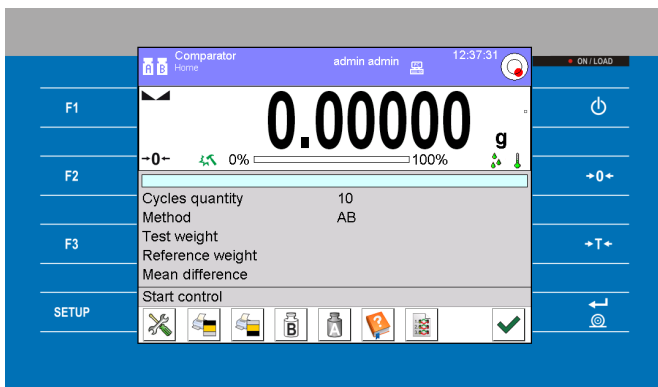 Comparator
Home
admin admin
12:37:31
ON / LOAD
F1
0.00000 g
→0←
0%
100%
F2
→0←
Cycles quantity 10
Method AB
Test weight
F3
→T←
Reference weight
Mean difference
Start control
SETUP
B
A
?